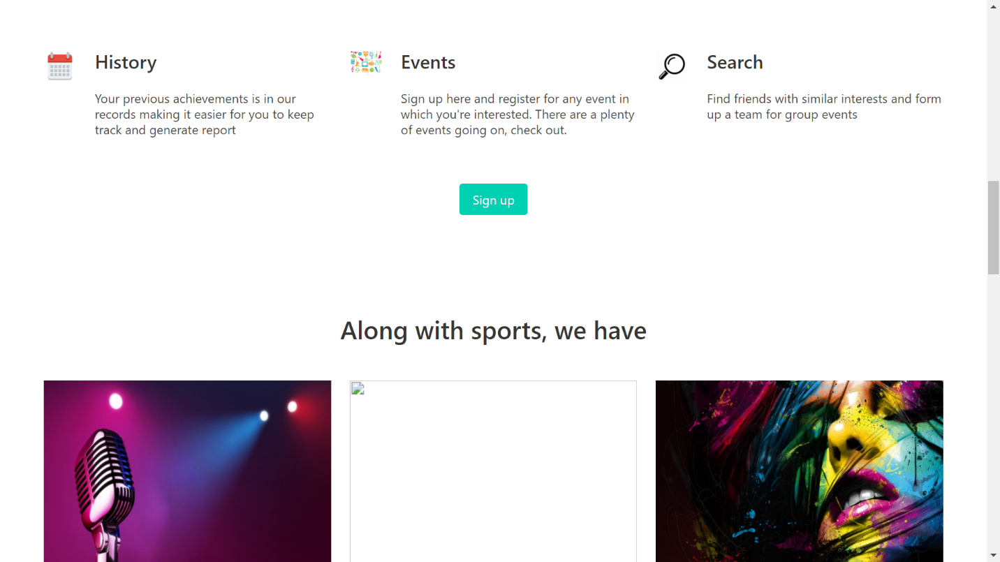 History
Your previous achievements is in our
records making it easier for you to keep
track and generate report
Events
Sign up here and register for any event in
which you're interested. There are a plenty
of events going on, check out.
Search
Find friends with similar interests and form
up a team for group events
Sign up
Along with sports, we have